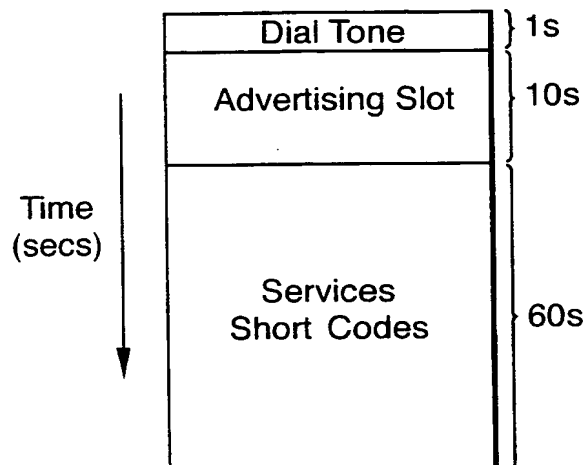 Dial Tone
1s
Advertising Slot
10s
Time
(secs)
Services
Short Codes
60s